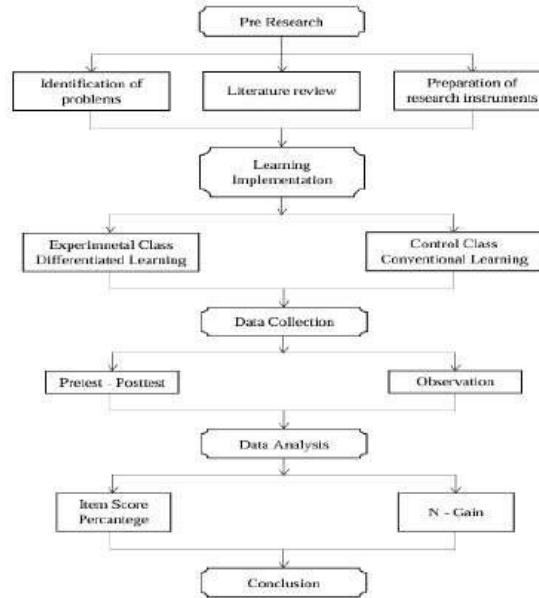 Pre Research
Identification of
problems
Literature review
Preparation of
research instruments
Learning
Implementation
Experimnetal Class
Differentiated Learning
Control Class
Conventional Learning
Data Collection
Pretest - Posttest
Observation
Data Analysis
Item Score
Percantege
N - Gain
Conclusion